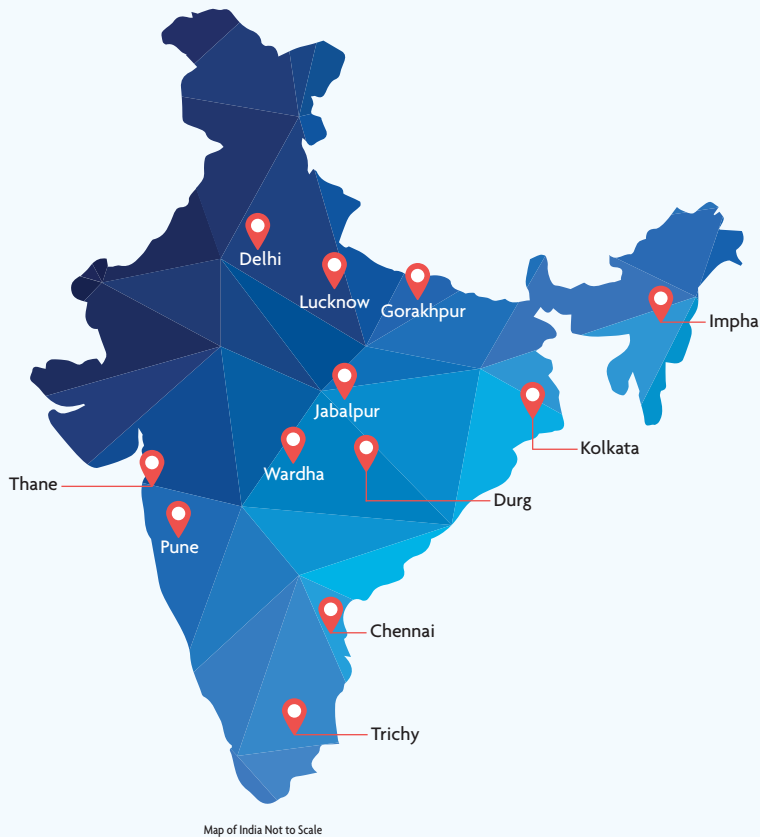 Delhi
Lucknow
Gorakhpur
Impha
Jabalpur
Kolkata
Wardha
Thane
Durg
Pune
Chennai
Trichy
Map of India Not to Scale